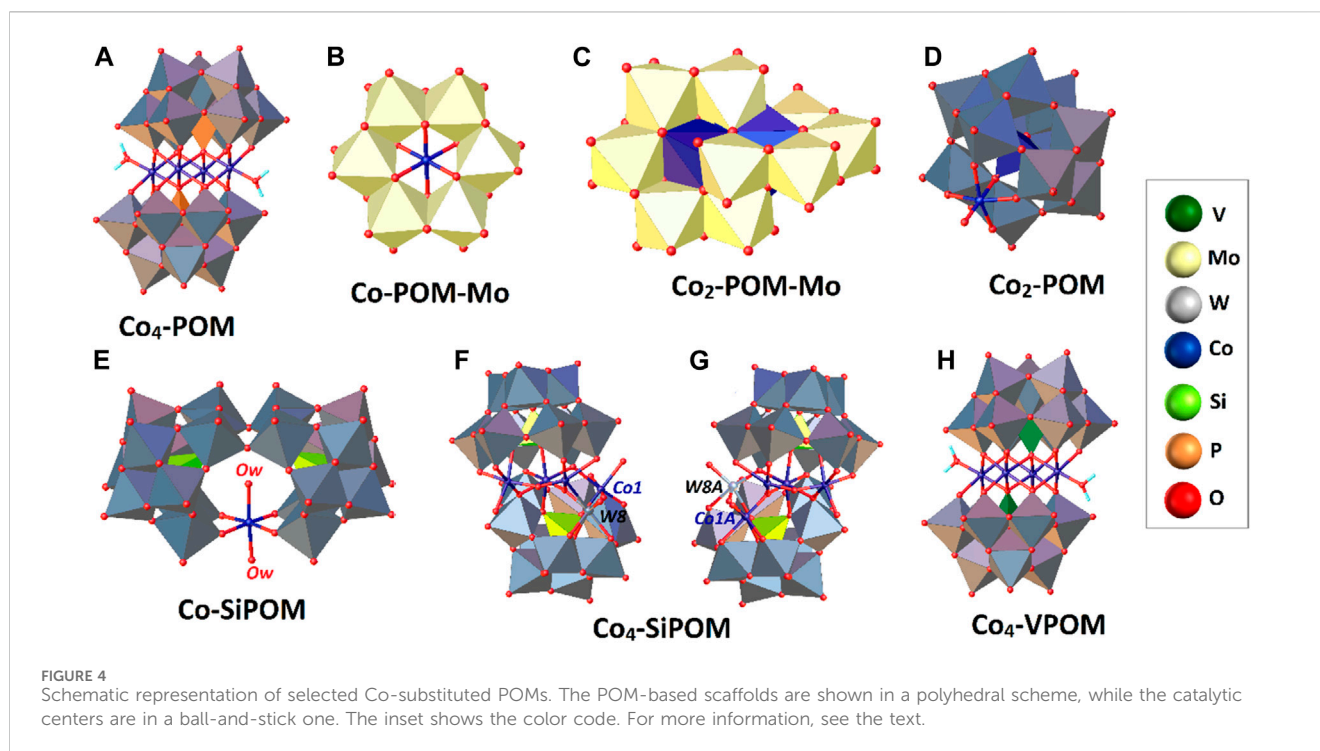 A
B
C
D
Co₄-POM
Co-POM-Mo
Co₂-POM-Mo
Co₂-POM
E
F
G
H
Ow
Ow
Co1
W8
W8A
Co1A
Co-SiPOM
Co₄-SiPOM
Co₄-VPOM
V
Mo
W
Co
Si
P
O
FIGURE 4
Schematic representation of selected Co-substituted POMs. The POM-based scaffolds are shown in a polyhedral scheme, while the catalytic
centers are in a ball-and-stick one. The inset shows the color code. For more information, see the text.